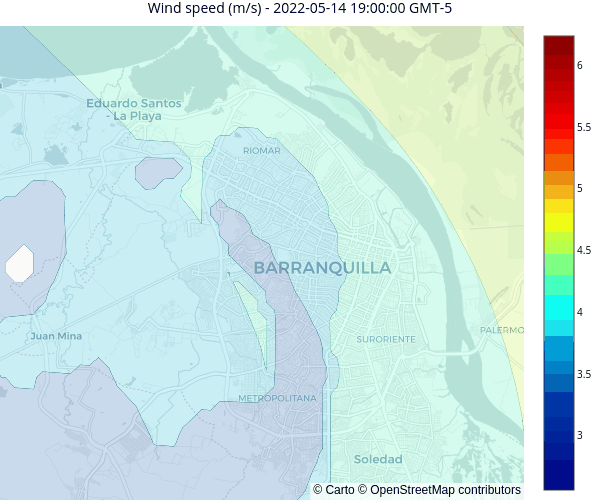 Wind speed (m/s) - 2022-05-14 19:00:00 GMT-5
6
Eduardo Santos
- La Playa
5.5
RIOMAR
5
4.5
BARRANQUILLA
4
PALERMO
Juan Mina
SURORIENTE
3.5
METROPOLITANA
3
Soledad
© Carto © OpenStreetMap contributors